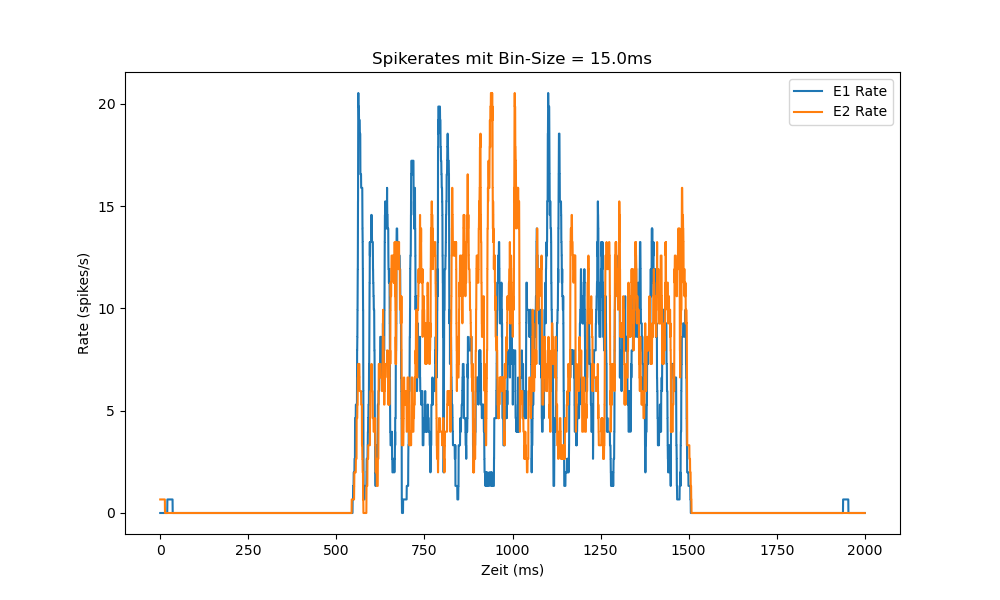 Spikerates mit Bin-Size = 15.0ms
E1 Rate
E2 Rate
Rate (spikes/s)
20
15
10
5
0
0 250 500 750 1000 1250 1500 1750 2000
Zeit (ms)